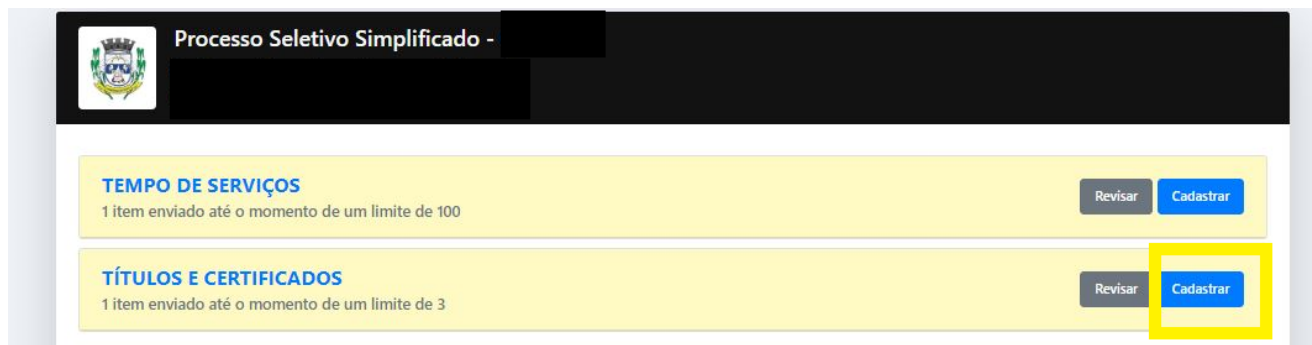 Processo Seletivo Simplificado -
TEMPO DE SERVIÇOS
1 item enviado até o momento de um limite de 100
Revisar Cadastrar
TÍTULOS E CERTIFICADOS
1 item enviado até o momento de um limite de 3
Revisar Cadastrar